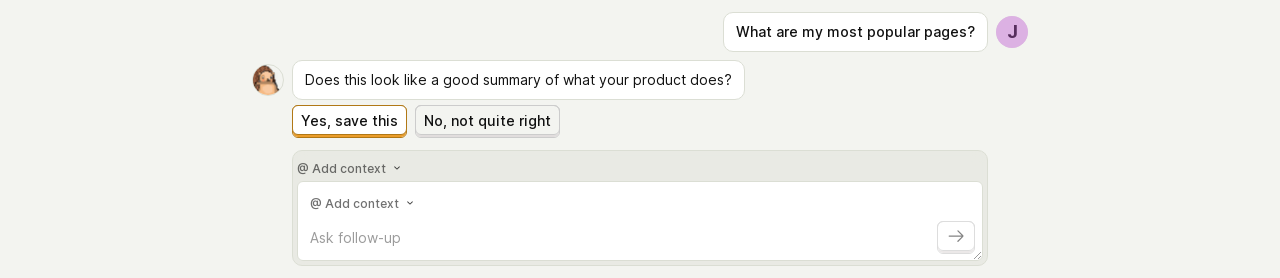 What are my most popular pages?
J
Does this look like a good summary of what your product does?
Yes, save this
No, not quite right
@ Add context
@ Add context
Ask follow-up